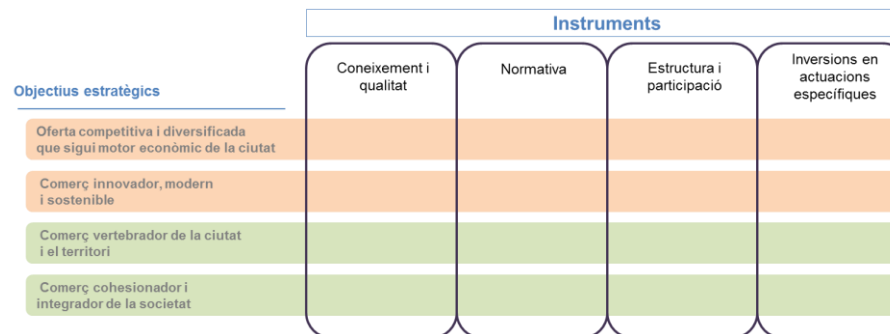 Instruments
Coneixement i
qualitat
Normativa
Estructura i
participació
Inversions en
actuacions
específiques
Objectius estratègics
Oferta competitiva i diversificada
que sigui motor econòmic de la ciutat
Comerç innovador, modern
i sostenible
Comerç vertebrador de la ciutat
i el territori
Comerç cohesionador i
integrador de la societat